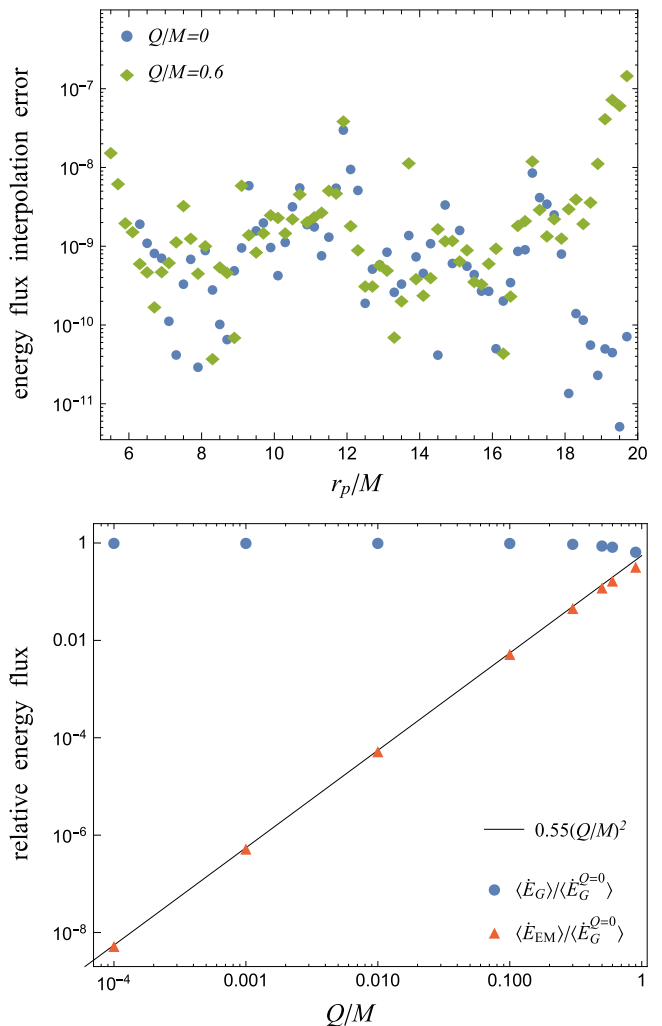 Q/M=0
Q/M=0.6
energy flux interpolation error
10⁻⁷
10⁻⁸
10⁻⁹
10⁻¹⁰
10⁻¹¹
6 8 10 12 14 16 18 20
rₚ/M
relative energy flux
1
0.01
10⁻⁴
10⁻⁶
10⁻⁸
0.55(Q/M)²
⟨Ė_G⟩/⟨Ė_G^{Q=0}⟩
⟨Ė_EM⟩/⟨Ė_G^{Q=0}⟩
10⁻⁴ 0.001 0.010 0.100 1
Q/M